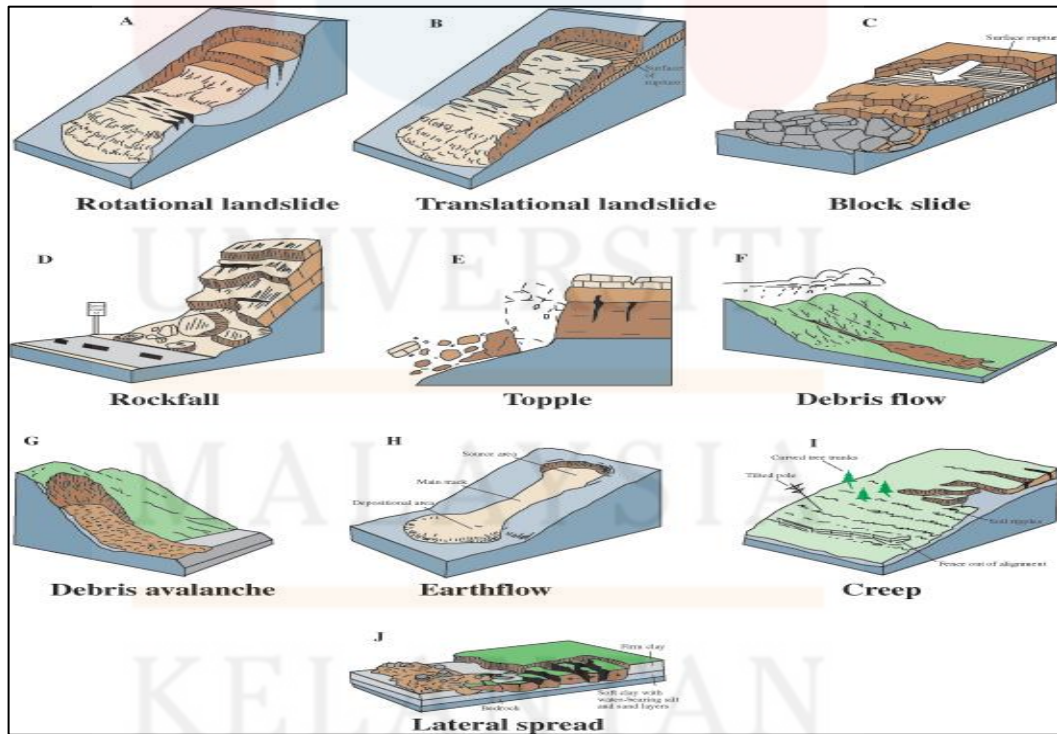 A
B
C
Surface rupture
Surface
of
rupture
Rotational landslide
Translational landslide
Block slide
UNIVERSITI
D
E
F
Rockfall
Topple
Debris flow
G
H
I
Source area
Curved tree trunks
Tilted pole
Main track
Depositional area
MALAYSIA
Soil ripples
Fence out of alignment
Debris avalanche
Earthflow
Creep
J
Firm clay
Soft clay with
water-bearing silt
and sand layers
Bedrock
KELANTAN
Lateral spread